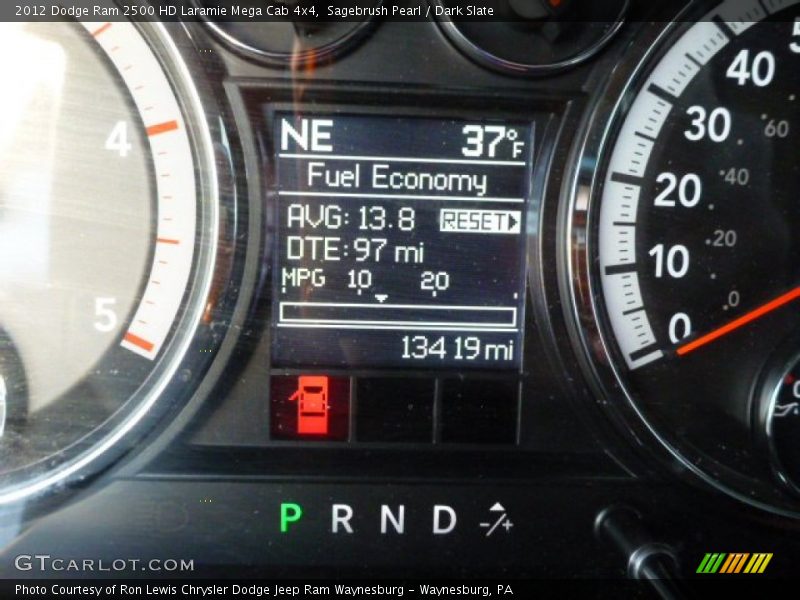 2012 Dodge Ram 2500 HD Laramie Mega Cab 4x4, Sagebrush Pearl / Dark Slate
NE 37°F
Fuel Economy
AVG: 13.8 RESET
DTE: 97 mi
MPG 10 20
13419 mi
4
5
40
30
20
10
0
60
40
20
0
P R N D -/+
GTCARLOT.COM
Photo Courtesy of Ron Lewis Chrysler Dodge Jeep Ram Waynesburg - Waynesburg, PA